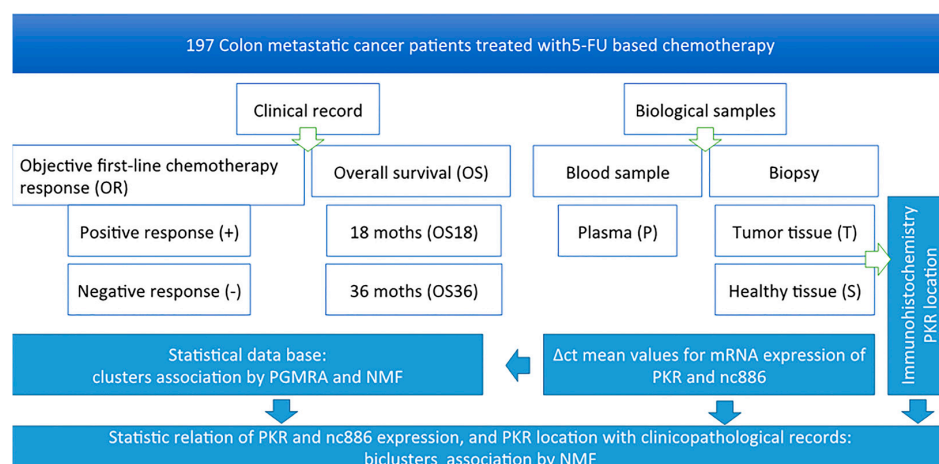 197 Colon metastatic cancer patients treated with5-FU based chemotherapy
Clinical record
Biological samples
Objective first-line chemotherapy
response (OR)
Overall survival (OS)
Blood sample
Biopsy
Positive response (+)
18 moths (OS18)
Plasma (P)
Tumor tissue (T)
Negative response (-)
36 moths (OS36)
Healthy tissue (S)
Immunohistochemistry
PKR location
Statistical data base:
clusters association by PGMRA and NMF
Δct mean values for mRNA expression of
PKR and nc886
Statistic relation of PKR and nc886 expression, and PKR location with clinicopathological records:
biclusters association by NMF